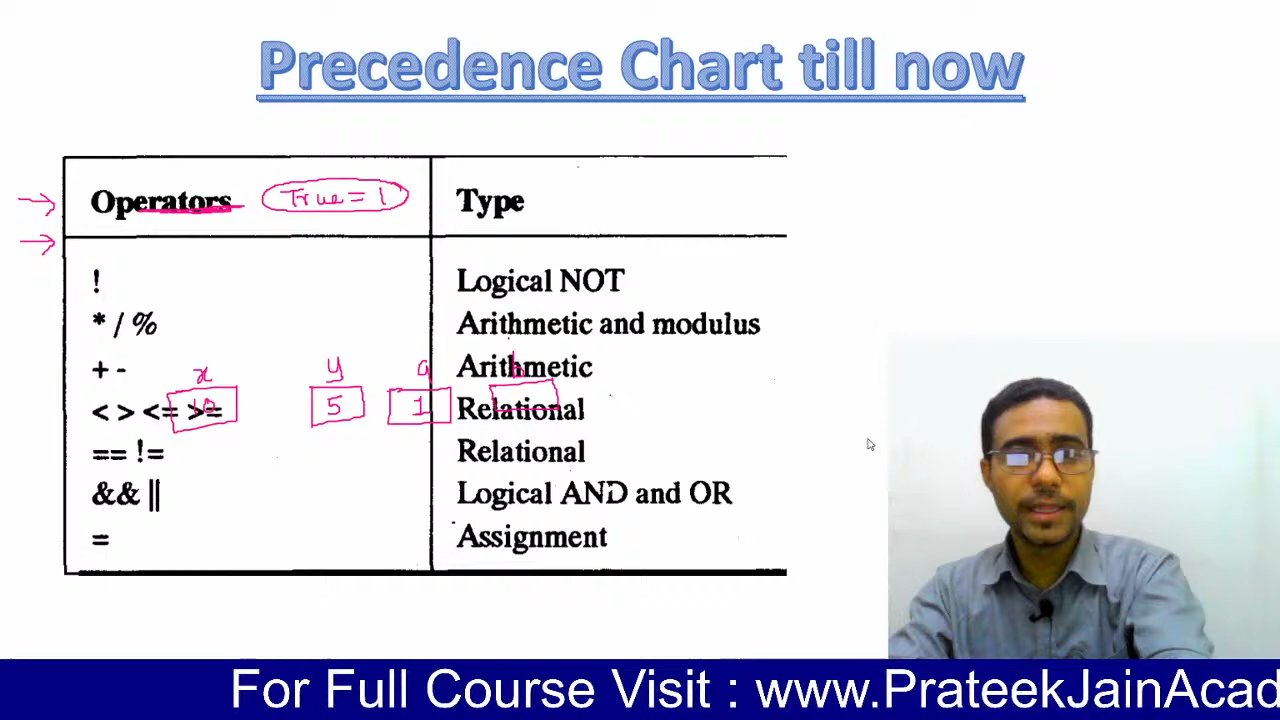 Precedence Chart till now
Operators True = 1 Type
! Logical NOT
* / % Arithmetic and modulus
+ - Arithmetic
x y a b
< > <= >= Relational
10 5 1
== != Relational
&& || Logical AND and OR
= Assignment
For Full Course Visit : www.PrateekJainAcad